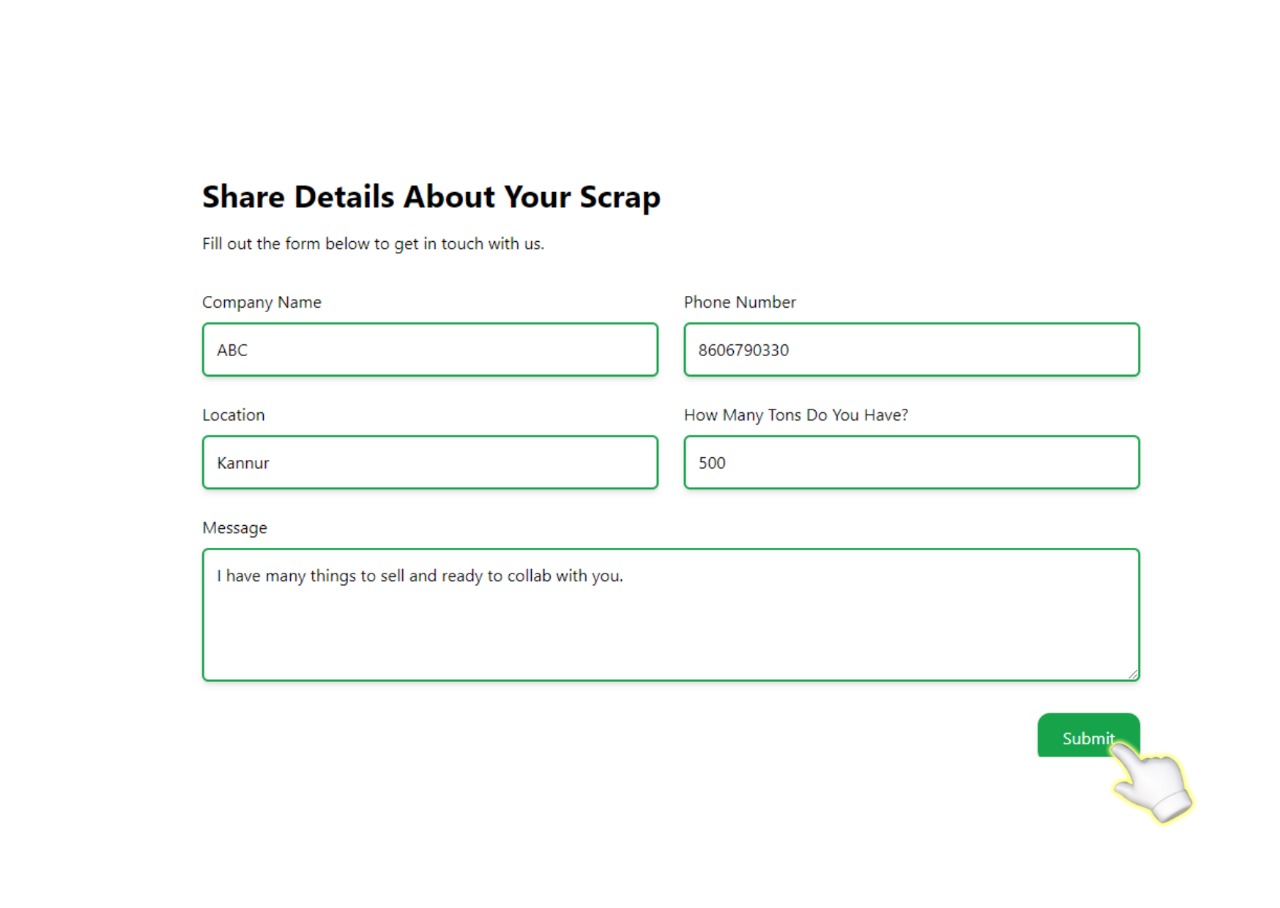 Share Details About Your Scrap
Fill out the form below to get in touch with us.
Company Name
Phone Number
ABC
8606790330
Location
How Many Tons Do You Have?
Kannur
500
Message
I have many things to sell and ready to collab with you.
Submit